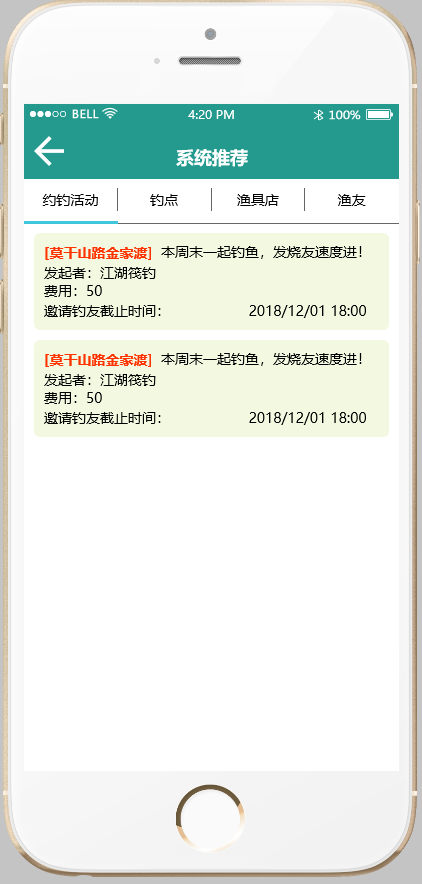 BELL 4:20 PM 100%
系统推荐
约钓活动 钓点 渔具店 渔友
[莫干山路金家渡] 本周末一起钓鱼，发烧友速度进！
发起者：江湖筏钓
费用：50
邀请钓友截止时间： 2018/12/01 18:00
[莫干山路金家渡] 本周末一起钓鱼，发烧友速度进！
发起者：江湖筏钓
费用：50
邀请钓友截止时间： 2018/12/01 18:00